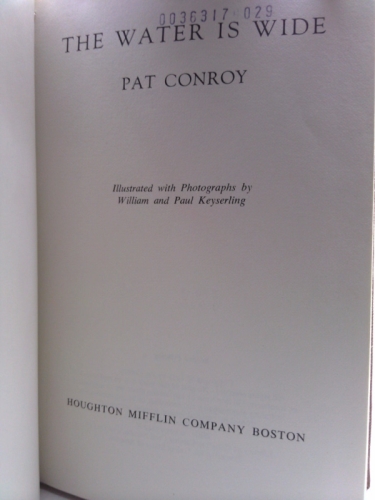 0036317-029
THE WATER IS WIDE
PAT CONROY
Illustrated with Photographs by
William and Paul Keyserling
HOUGHTON MIFFLIN COMPANY BOSTON